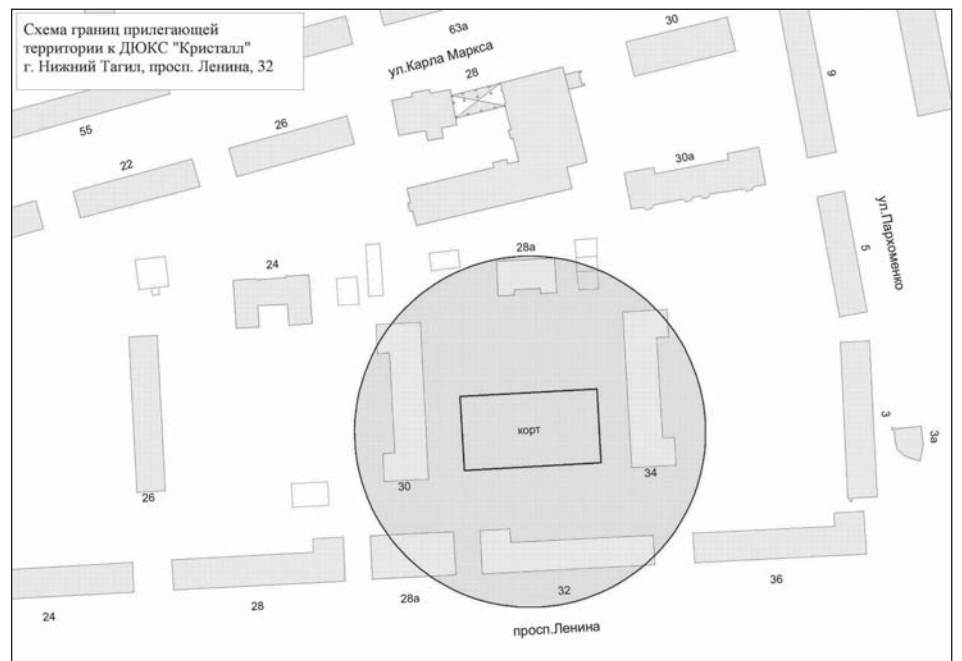 Схема границ прилегающей
территории к ДЮКС "Кристалл"
г. Нижний Тагил, просп. Ленина, 32
63а
30
ул.Карла Маркса
28
9
55
26
22
30а
ул.Пархоменко
5
28а
24
корт
3
3а
30
34
26
24
28
28а
32
36
просп.Ленина